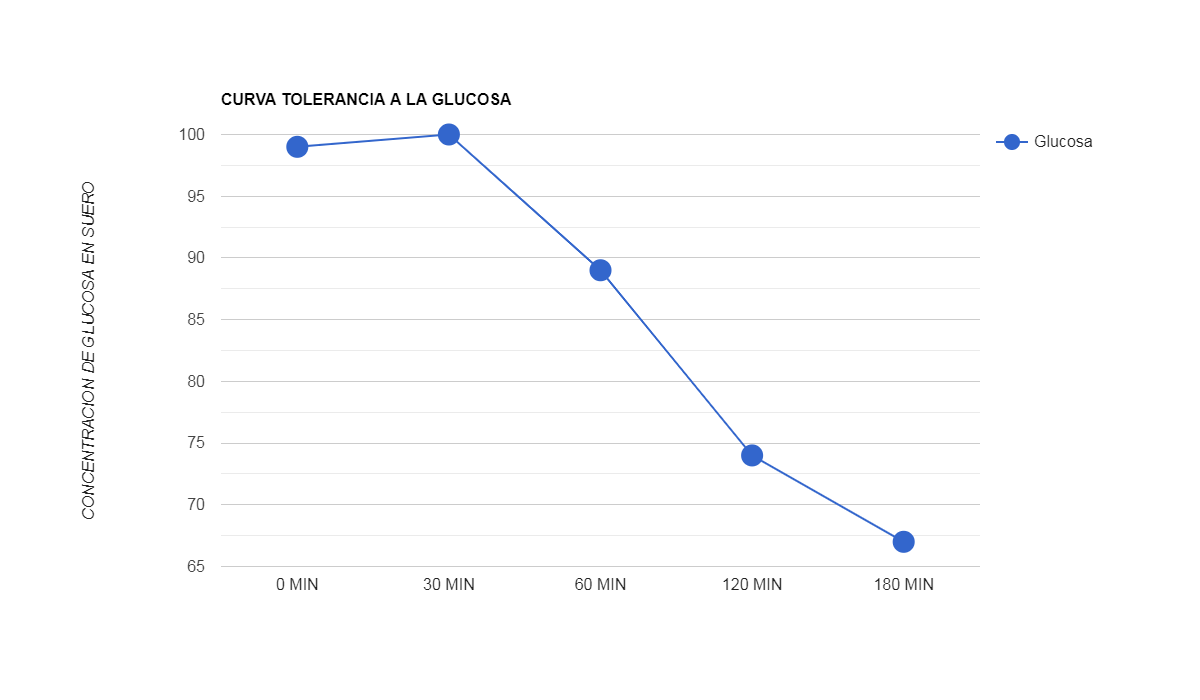 CURVA TOLERANCIA A LA GLUCOSA
CONCENTRACION DE GLUCOSA EN SUERO
100
95
90
85
80
75
70
65
0 MIN
30 MIN
60 MIN
120 MIN
180 MIN
Glucosa